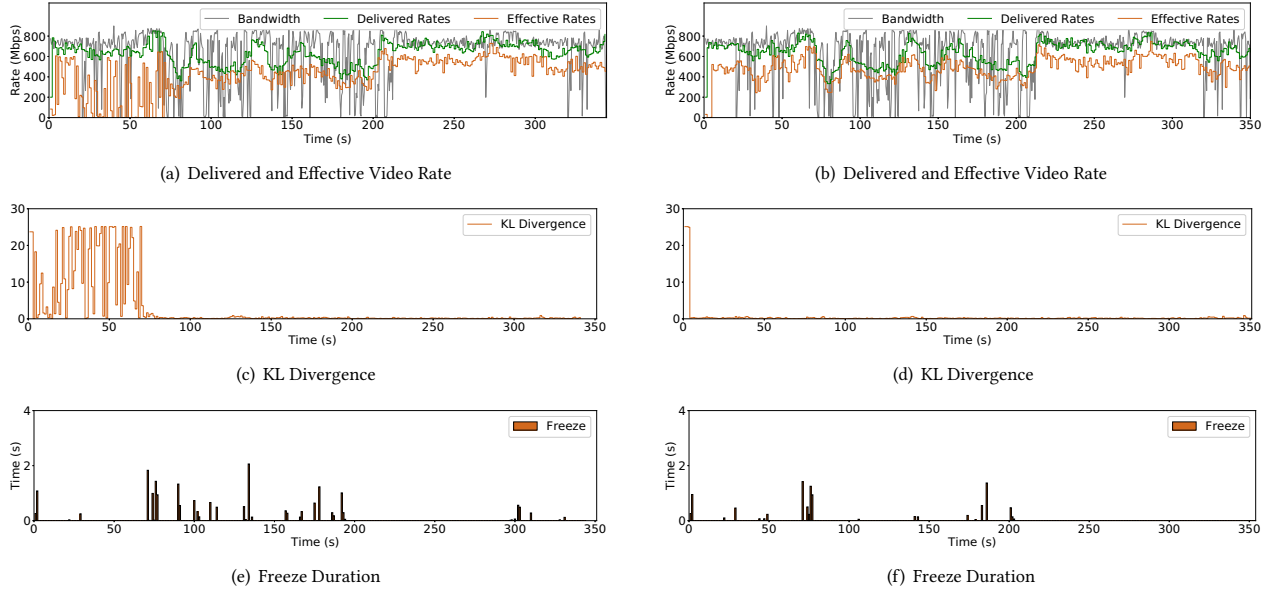 Bandwidth Delivered Rates Effective Rates
Rate (Mbps)
800
600
400
200
0
0 50 100 150 200 250 300
Time (s)
(a) Delivered and Effective Video Rate
Bandwidth Delivered Rates Effective Rates
Rate (Mbps)
800
600
400
200
0
0 50 100 150 200 250 300 350
Time (s)
(b) Delivered and Effective Video Rate
KL Divergence
30
20
10
0
0 50 100 150 200 250 300 350
Time (s)
(c) KL Divergence
KL Divergence
30
20
10
0
0 50 100 150 200 250 300 350
Time (s)
(d) KL Divergence
Freeze
Time (s)
4
2
0
0 50 100 150 200 250 300 350
Time (s)
(e) Freeze Duration
Freeze
Time (s)
4
2
0
0 50 100 150 200 250 300 350
Time (s)
(f) Freeze Duration